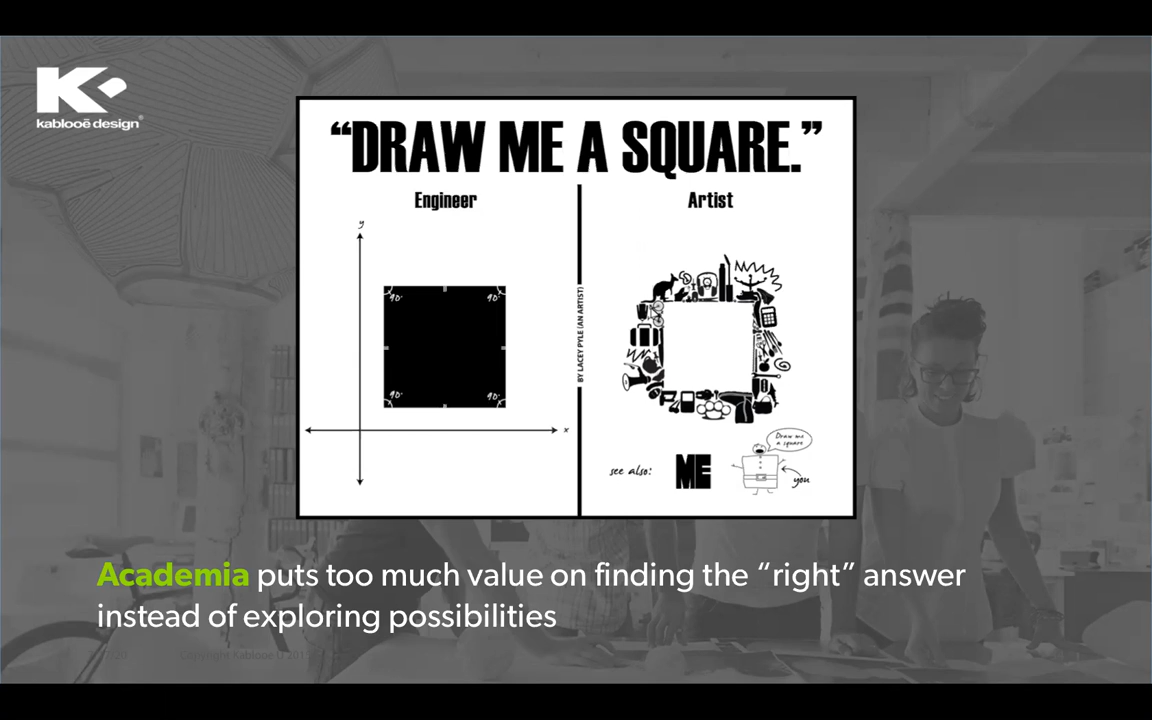 kablooē design®
“DRAW ME A SQUARE.”
Engineer
Artist
y
90°
90°
90°
90°
x
BY LACEY PYLE (AN ARTIST)
Draw me
a square
see also:
ME
you
Academia puts too much value on finding the “right” answer
instead of exploring possibilities